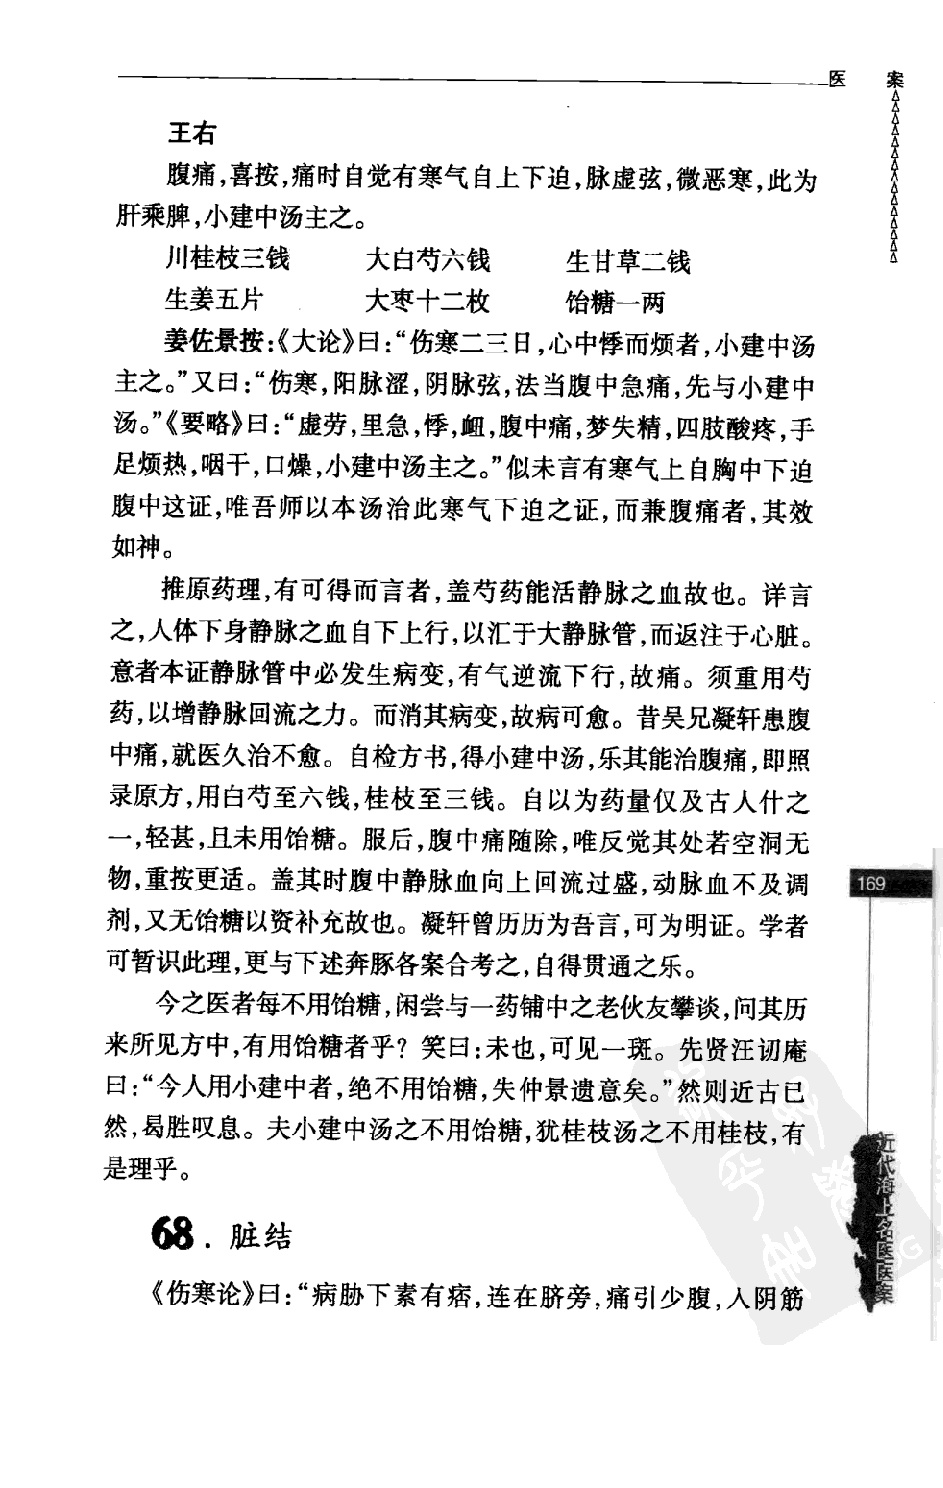 医 案
王右
腹痛,喜按,痛时自觉有寒气自上下迫,脉虚弦,微恶寒,此为
肝乘脾,小建中汤主之。
川桂枝三钱 大白芍六钱 生甘草二钱
生姜五片 大枣十二枚 饴糖一两
姜佐景按:《大论》曰:“伤寒二三日,心中悸而烦者,小建中汤
主之。”又曰:“伤寒,阳脉涩,阴脉弦,法当腹中急痛,先与小建中
汤。”《要略》曰:“虚劳,里急,悸,衄,腹中痛,梦失精,四肢酸疼,手
足烦热,咽干,口燥,小建中汤主之。”似未言有寒气上自胸中下迫
腹中这证,唯吾师以本汤治此寒气下迫之证,而兼腹痛者,其效
如神。
推原药理,有可得而言者,盖芍药能活静脉之血故也。详言
之,人体下身静脉之血自下上行,以汇于大静脉管,而返注于心脏。
意者本证静脉管中必发生病变,有气逆流下行,故痛。须重用芍
药,以增静脉回流之力。而消其病变,故病可愈。昔吴兄凝轩患腹
中痛,就医久治不愈。自检方书,得小建中汤,乐其能治腹痛,即照
录原方,用白芍至六钱,桂枝至三钱。自以为药量仅及古人什之
一,轻甚,且未用饴糖。服后,腹中痛随除,唯反觉其处若空洞无
物,重按更适。盖其时腹中静脉血向上回流过盛,动脉血不及调
剂,又无饴糖以资补充故也。凝轩曾历历为吾言,可为明证。学者
可暂识此理,更与下述奔豚各案合考之,自得贯通之乐。
今之医者每不用饴糖,闲尝与一药铺中之老伙友攀谈,问其历
来所见方中,有用饴糖者乎?笑曰:未也,可见一斑。先贤汪讱庵
曰:“今人用小建中者,绝不用饴糖,失仲景遗意矣。”然则近古已
然,曷胜叹息。夫小建中汤之不用饴糖,犹桂枝汤之不用桂枝,有
是理乎。
68.脏结
《伤寒论》曰:“病胁下素有痞,连在脐旁,痛引少腹,人阴筋
169
近代海上名医医案